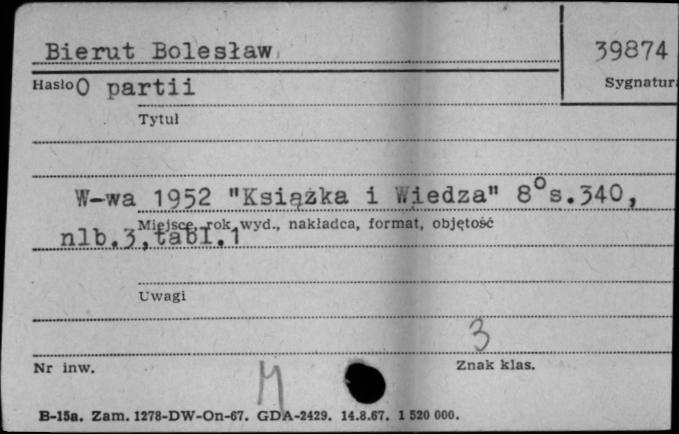 Bierut Bolesław
39874
Hasło O partii
Sygnatura
Tytuł
W-wa 1952 "Książka i Wiedza" 8° s.340,
Miejsce, rok wyd., nakładca, format, objętość
nlb.3,tabl.1
Uwagi
3
Nr inw.
Znak klas.
M
B-15a. Zam. 1278-DW-On-67. GDA-2429. 14.8.67. 1 520 000.